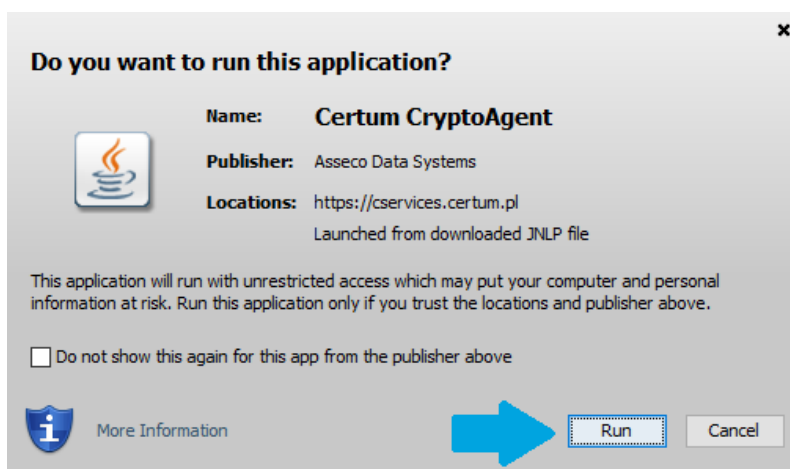 Do you want to run this application?
Name: Certum CryptoAgent
Publisher: Asseco Data Systems
Locations: https://cservices.certum.pl
Launched from downloaded JNLP file
This application will run with unrestricted access which may put your computer and personal
information at risk. Run this application only if you trust the locations and publisher above.
Do not show this again for this app from the publisher above
More Information Run Cancel